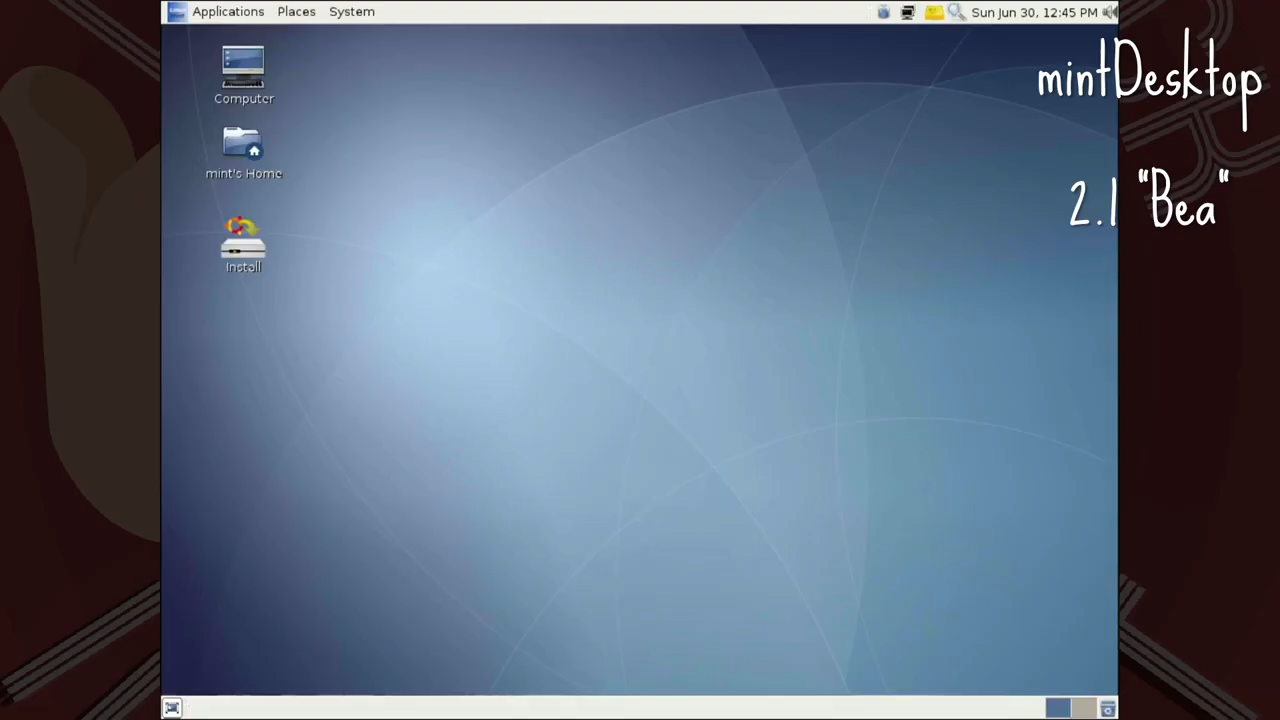 Applications Places System
Sun Jun 30, 12:45 PM
mintDesktop
2.1 "Bea"
Computer
mint's Home
Install